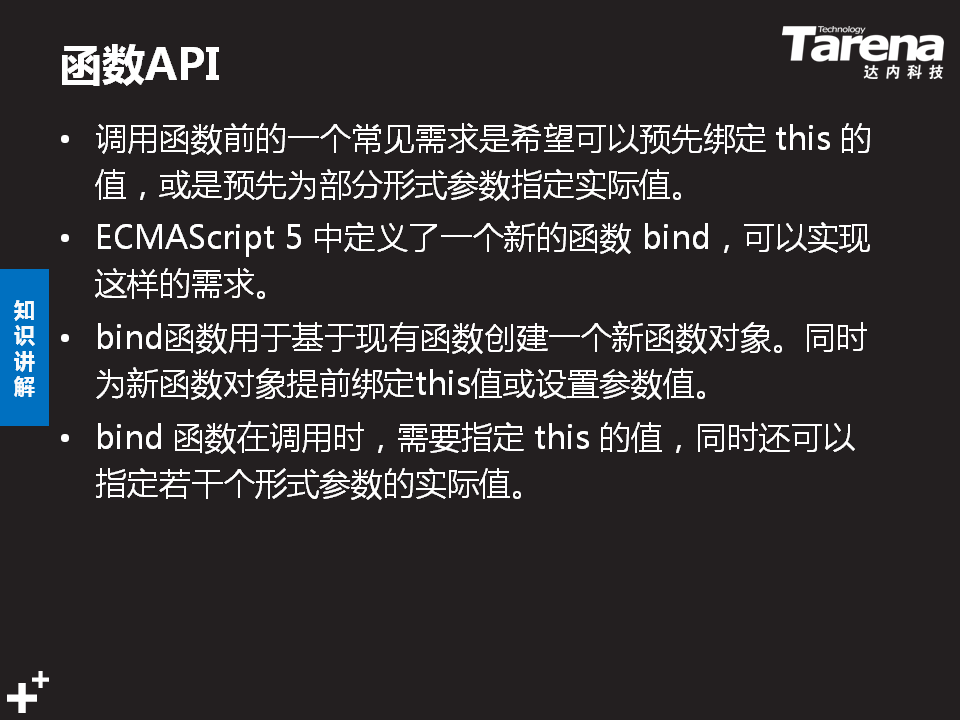 函数API
Technology
Tarena
达内科技
• 调用函数前的一个常见需求是希望可以预先绑定 this 的
值，或是预先为部分形式参数指定实际值。
• ECMAScript 5 中定义了一个新的函数 bind，可以实现
这样的需求。
• bind函数用于基于现有函数创建一个新函数对象。同时
为新函数对象提前绑定this值或设置参数值。
• bind 函数在调用时，需要指定 this 的值，同时还可以
指定若干个形式参数的实际值。
知
识
讲
解